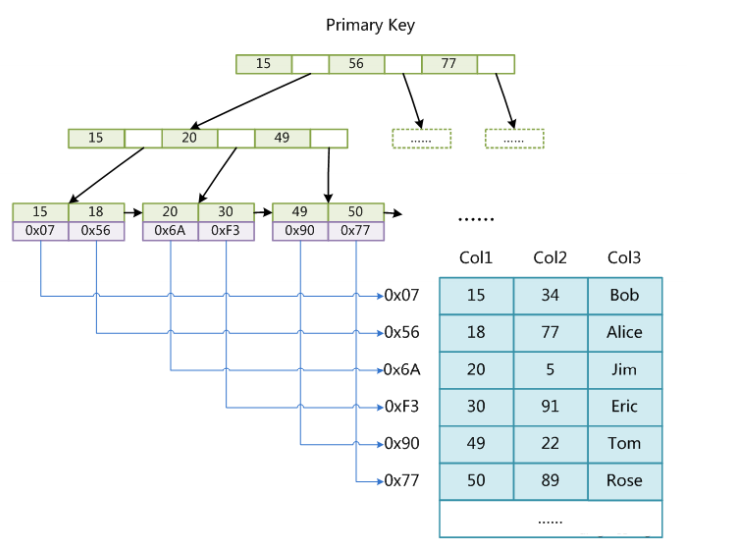 Primary Key
15 56 77
15 20 49 ...... ......
15 18 20 30 49 50
0x07 0x56 0x6A 0xF3 0x90 0x77
......
Col1 Col2 Col3
0x07 15 34 Bob
0x56 18 77 Alice
0x6A 20 5 Jim
0xF3 30 91 Eric
0x90 49 22 Tom
0x77 50 89 Rose
......